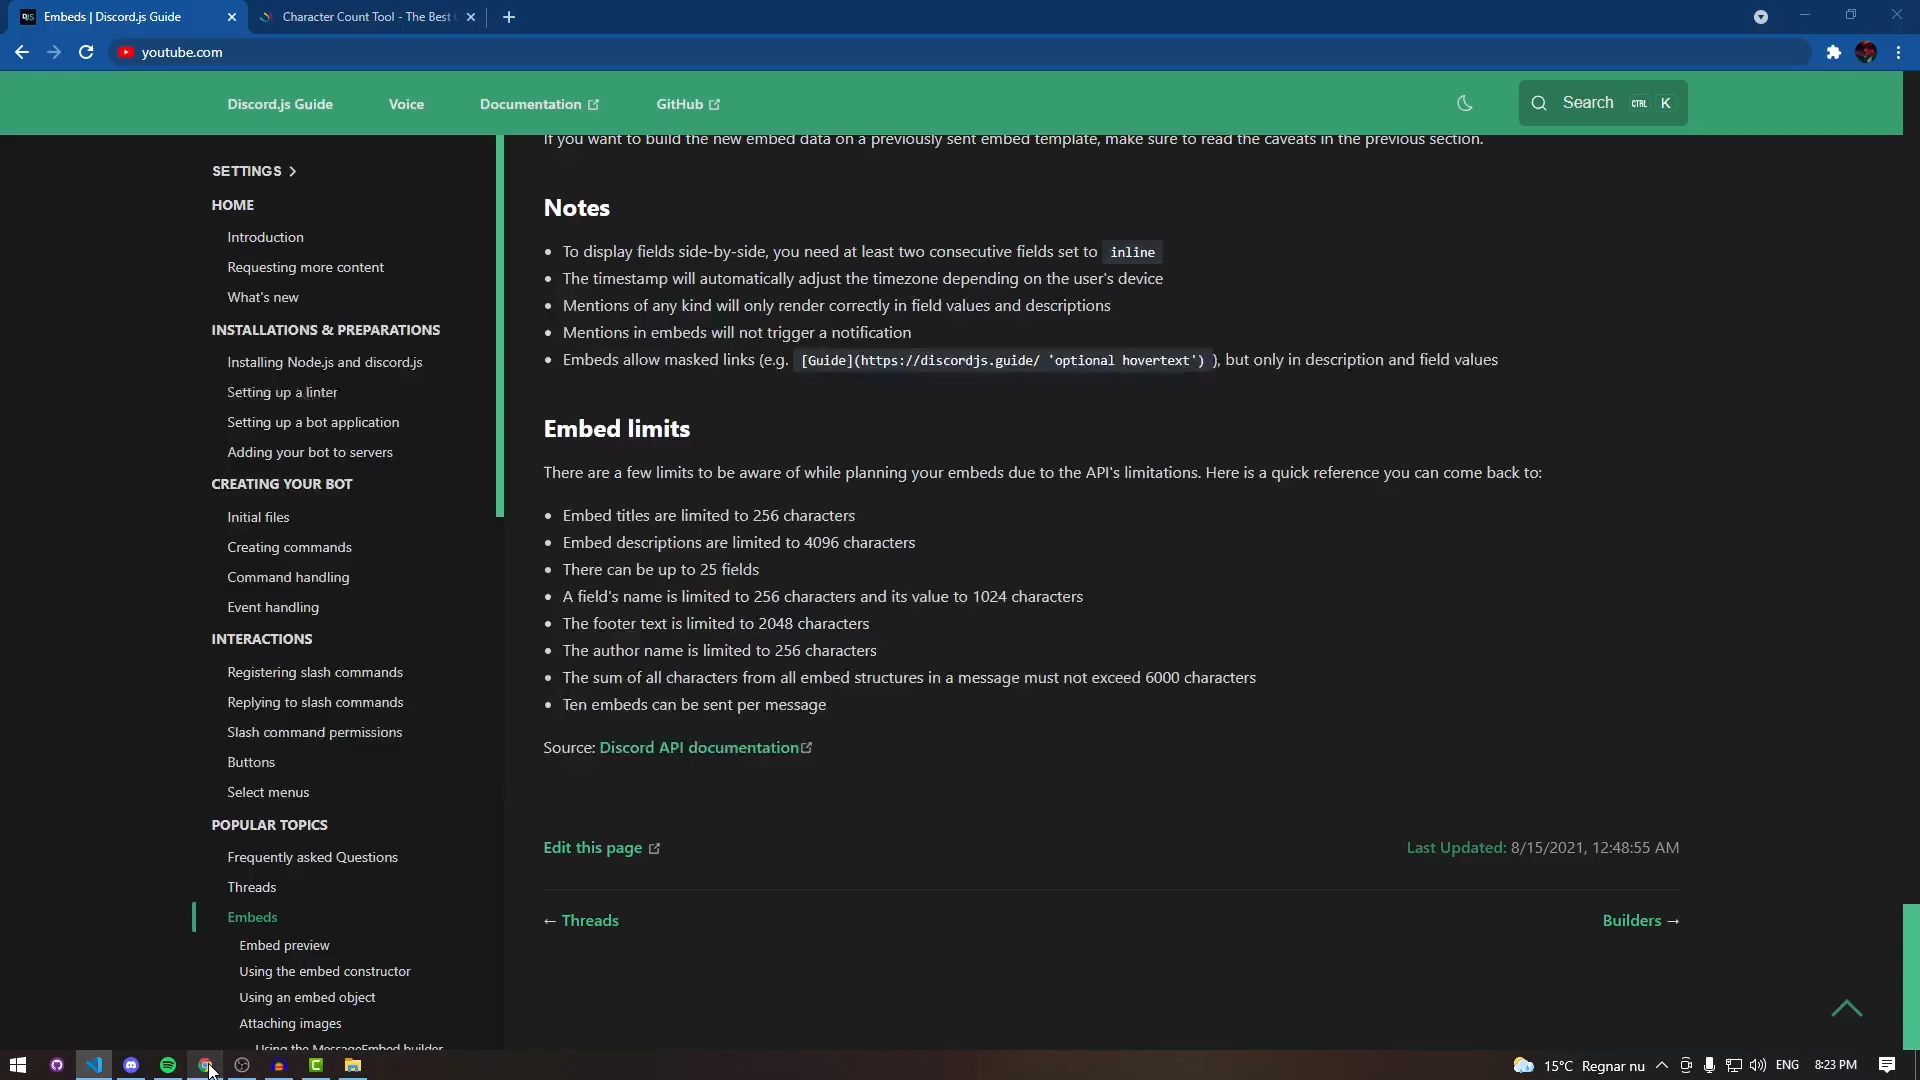 Embeds | Discord.js Guide
Character Count Tool - The Best
youtube.com
Discord.js Guide
Voice
Documentation
GitHub
Search CTRL K
If you want to build the new embed data on a previously sent embed template, make sure to read the caveats in the previous section.
SETTINGS
HOME
Introduction
Requesting more content
What's new
INSTALLATIONS & PREPARATIONS
Installing Node.js and discord.js
Setting up a linter
Setting up a bot application
Adding your bot to servers
CREATING YOUR BOT
Initial files
Creating commands
Command handling
Event handling
INTERACTIONS
Registering slash commands
Replying to slash commands
Slash command permissions
Buttons
Select menus
POPULAR TOPICS
Frequently asked Questions
Threads
Embeds
Embed preview
Using the embed constructor
Using an embed object
Attaching images
Using the MessageEmbed builder
Notes
• To display fields side-by-side, you need at least two consecutive fields set to inline
• The timestamp will automatically adjust the timezone depending on the user's device
• Mentions of any kind will only render correctly in field values and descriptions
• Mentions in embeds will not trigger a notification
• Embeds allow masked links (e.g. [Guide](https://discordjs.guide/ 'optional hovertext') ), but only in description and field values
Embed limits
There are a few limits to be aware of while planning your embeds due to the API's limitations. Here is a quick reference you can come back to:
• Embed titles are limited to 256 characters
• Embed descriptions are limited to 4096 characters
• There can be up to 25 fields
• A field's name is limited to 256 characters and its value to 1024 characters
• The footer text is limited to 2048 characters
• The author name is limited to 256 characters
• The sum of all characters from all embed structures in a message must not exceed 6000 characters
• Ten embeds can be sent per message
Source: Discord API documentation
Edit this page
Last Updated: 8/15/2021, 12:48:55 AM
← Threads
Builders →
15°C Regnar nu
ENG
8:23 PM